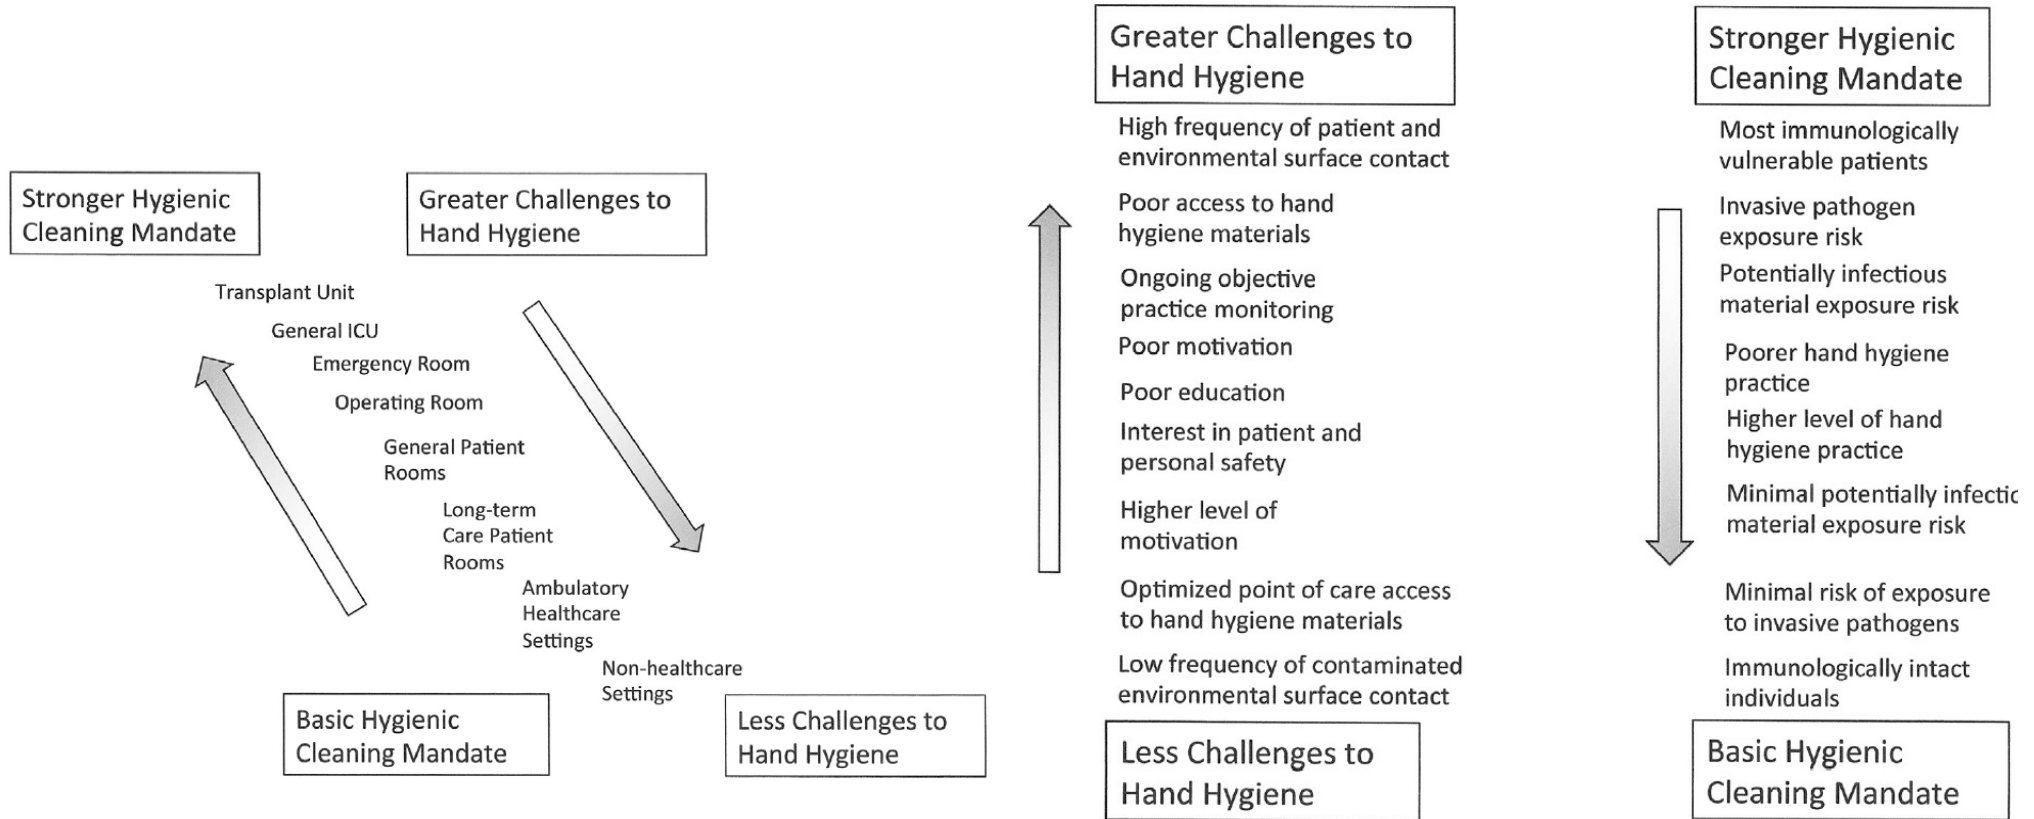 Stronger Hygienic
Cleaning Mandate
Greater Challenges to
Hand Hygiene
Transplant Unit
General ICU
Emergency Room
Operating Room
General Patient
Rooms
Long-term
Care Patient
Rooms
Ambulatory
Healthcare
Settings
Non-healthcare
Settings
Basic Hygienic
Cleaning Mandate
Less Challenges to
Hand Hygiene
Greater Challenges to
Hand Hygiene
High frequency of patient and
environmental surface contact
Poor access to hand
hygiene materials
Ongoing objective
practice monitoring
Poor motivation
Poor education
Interest in patient and
personal safety
Higher level of
motivation
Optimized point of care access
to hand hygiene materials
Low frequency of contaminated
environmental surface contact
Less Challenges to
Hand Hygiene
Stronger Hygienic
Cleaning Mandate
Most immunologically
vulnerable patients
Invasive pathogen
exposure risk
Potentially infectious
material exposure risk
Poorer hand hygiene
practice
Higher level of hand
hygiene practice
Minimal potentially
material exposure risk
Minimal risk of exposure
to invasive pathogens
Immunologically intact
individuals
Basic Hygienic
Cleaning Mandate